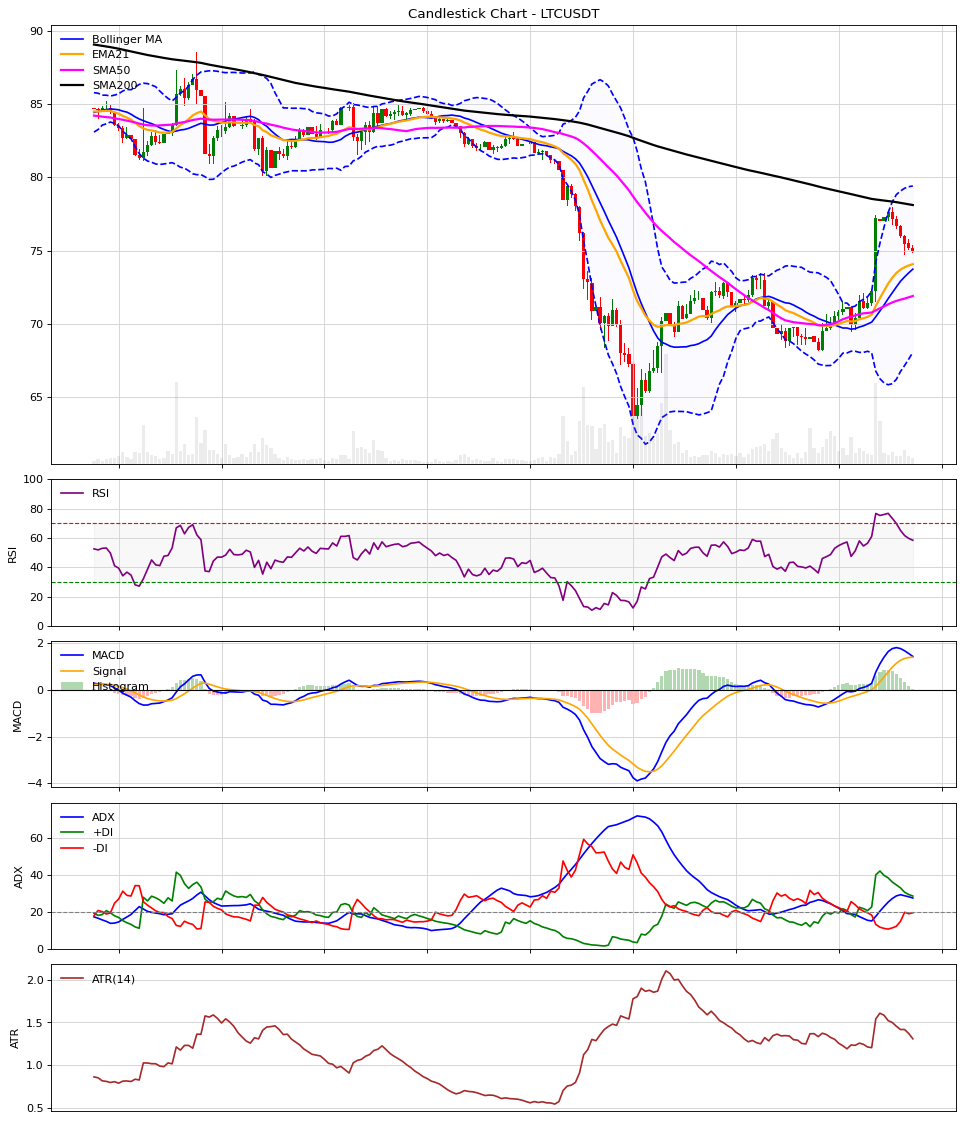 Candlestick Chart - LTCUSDT
90
85
80
75
70
65
Bollinger MA
EMA21
SMA50
SMA200
100
80
60
40
20
0
RSI
RSI
2
0
−2
−4
MACD
MACD
Signal
Histogram
60
40
20
0
ADX
ADX
+DI
-DI
2.0
1.5
1.0
0.5
ATR
ATR(14)